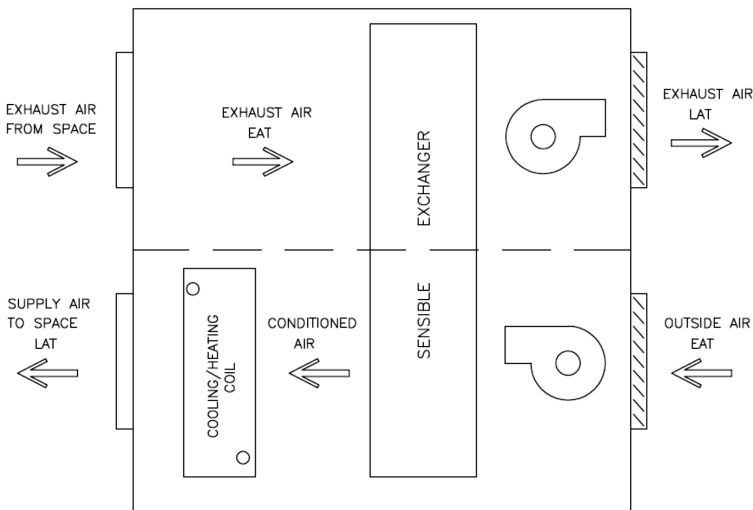 EXHAUST AIR
FROM SPACE
EXHAUST AIR
EAT
EXCHANGER
EXHAUST AIR
LAT
SUPPLY AIR
TO SPACE
LAT
COOLING/HEATING
COIL
CONDITIONED
AIR
SENSIBLE
OUTSIDE AIR
EAT